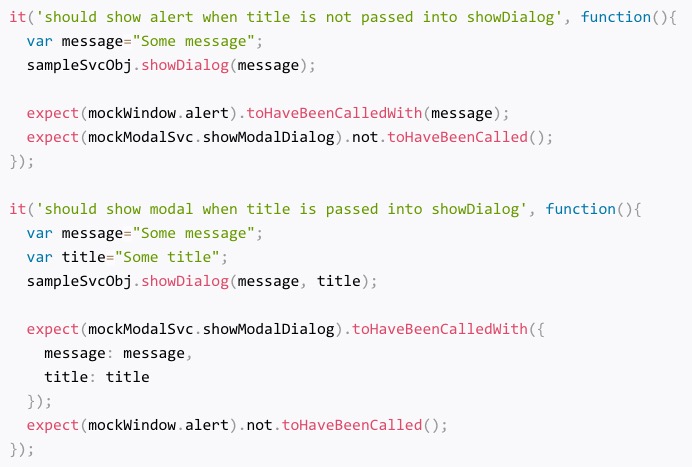 it('should show alert when title is not passed into showDialog', function(){
  var message="Some message";
  sampleSvcObj.showDialog(message);

  expect(mockWindow.alert).toHaveBeenCalledWith(message);
  expect(mockModalSvc.showModalDialog).not.toHaveBeenCalled();
});

it('should show modal when title is passed into showDialog', function(){
  var message="Some message";
  var title="Some title";
  sampleSvcObj.showDialog(message, title);

  expect(mockModalSvc.showModalDialog).toHaveBeenCalledWith({
    message: message,
    title: title
  });
  expect(mockWindow.alert).not.toHaveBeenCalled();
});